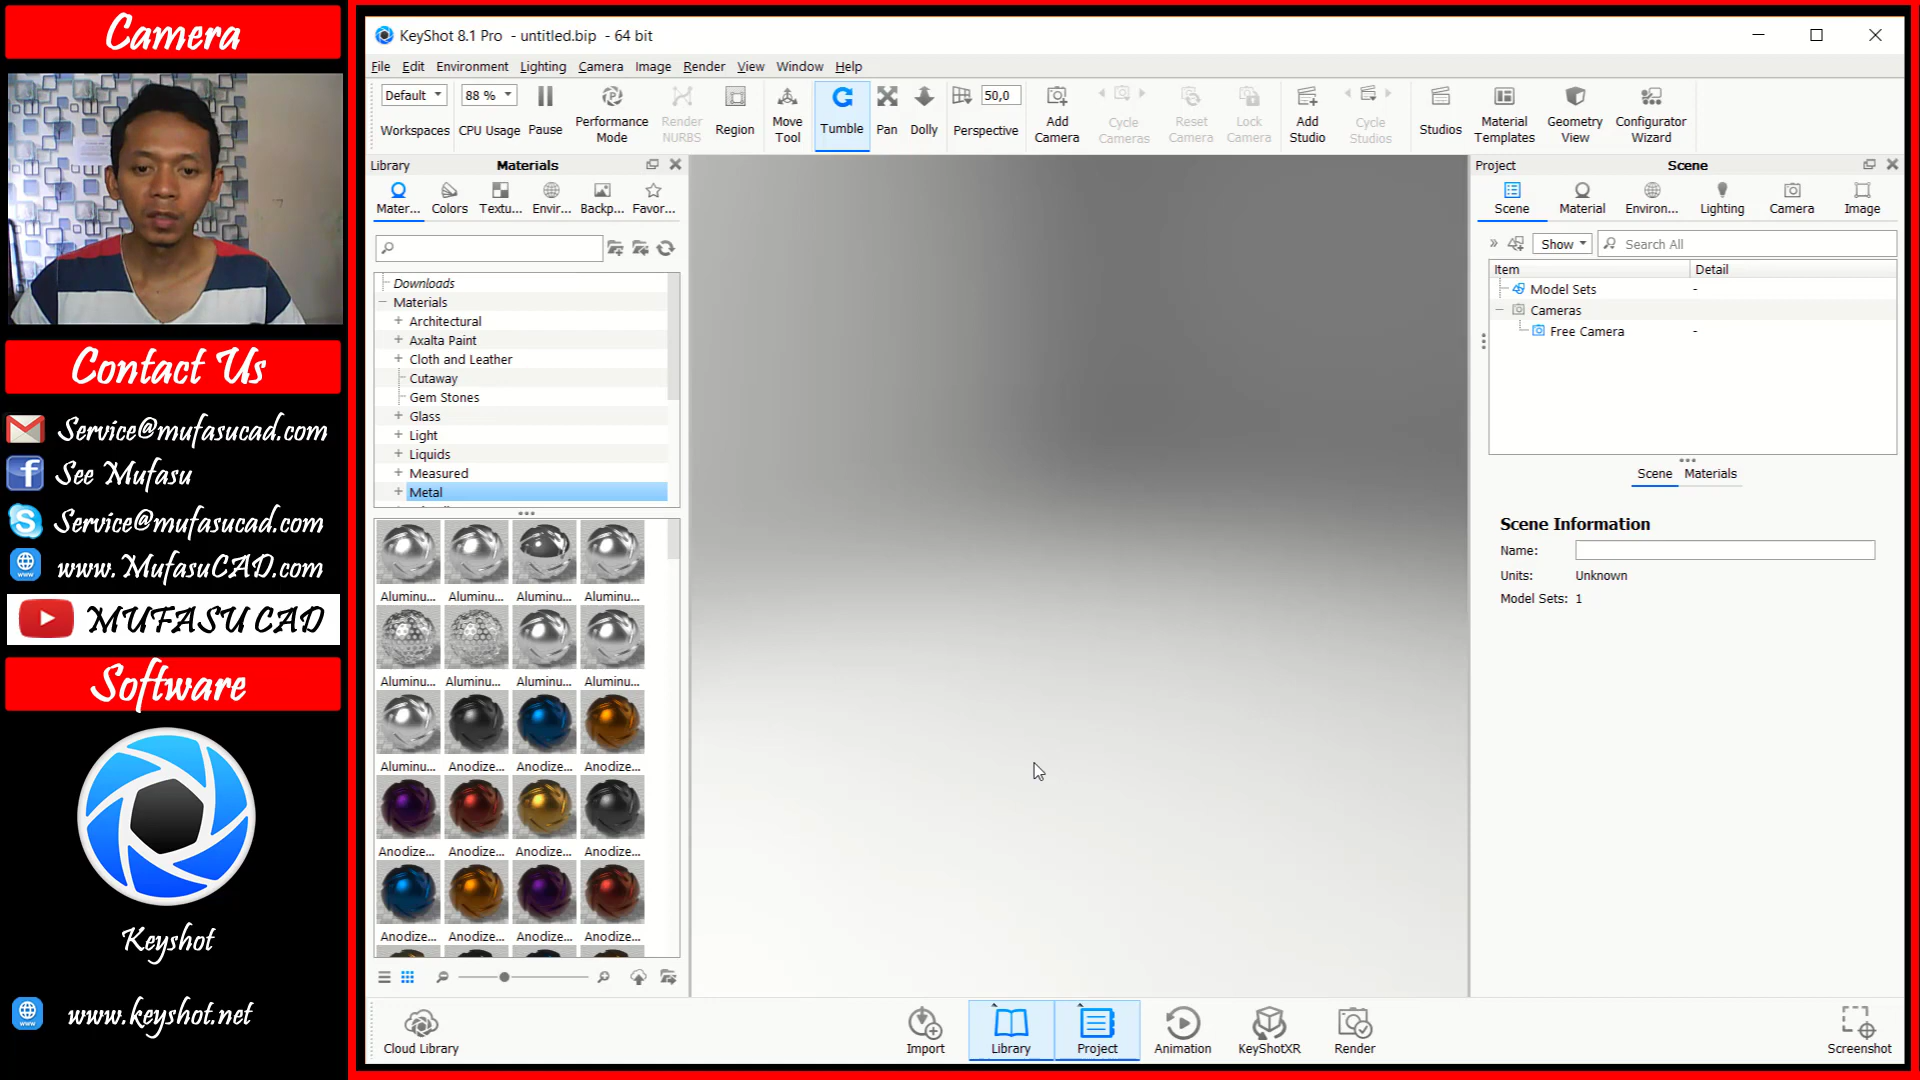 Camera
Contact Us
Service@mufasucad.com
See Mufasu
Service@mufasucad.com
www.MufasuCAD.com
MUFASU CAD
Software
Keyshot
www.keyshot.net
KeyShot 8.1 Pro - untitled.bip - 64 bit
File Edit Environment Lighting Camera Image Render View Window Help
Default 88 % 50,0
Workspaces CPU Usage Pause Performance Mode Render NURBS Region Move Tool Tumble Pan Dolly Perspective Add Camera Cycle Cameras Reset Camera Lock Camera Add Studio Cycle Studios Studios Material Templates Geometry View Configurator Wizard
Library Materials
Mater... Colors Textu... Envir... Backp... Favor...
Downloads
Materials
Architectural
Axalta Paint
Cloth and Leather
Cutaway
Gem Stones
Glass
Light
Liquids
Measured
Metal
Aluminu... Aluminu... Aluminu... Aluminu...
Aluminu... Aluminu... Aluminu... Aluminu...
Aluminu... Anodize... Anodize... Anodize...
Anodize... Anodize... Anodize... Anodize...
Anodize... Anodize... Anodize... Anodize...
Project Scene
Scene Material Environ... Lighting Camera Image
Show Search All
Item Detail
Model Sets -
Cameras
Free Camera -
Scene Materials
Scene Information
Name:
Units: Unknown
Model Sets: 1
Cloud Library Import Library Project Animation KeyShotXR Render Screenshot